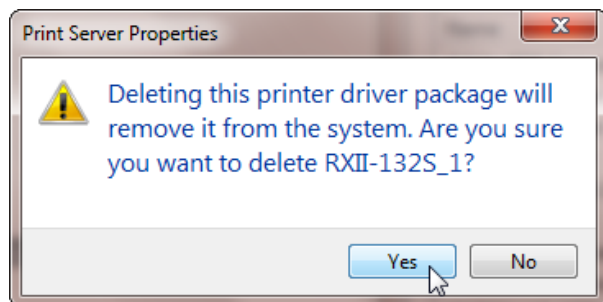 Print Server Properties
Deleting this printer driver package will
remove it from the system. Are you sure
you want to delete RXII-132S_1?
Yes
No